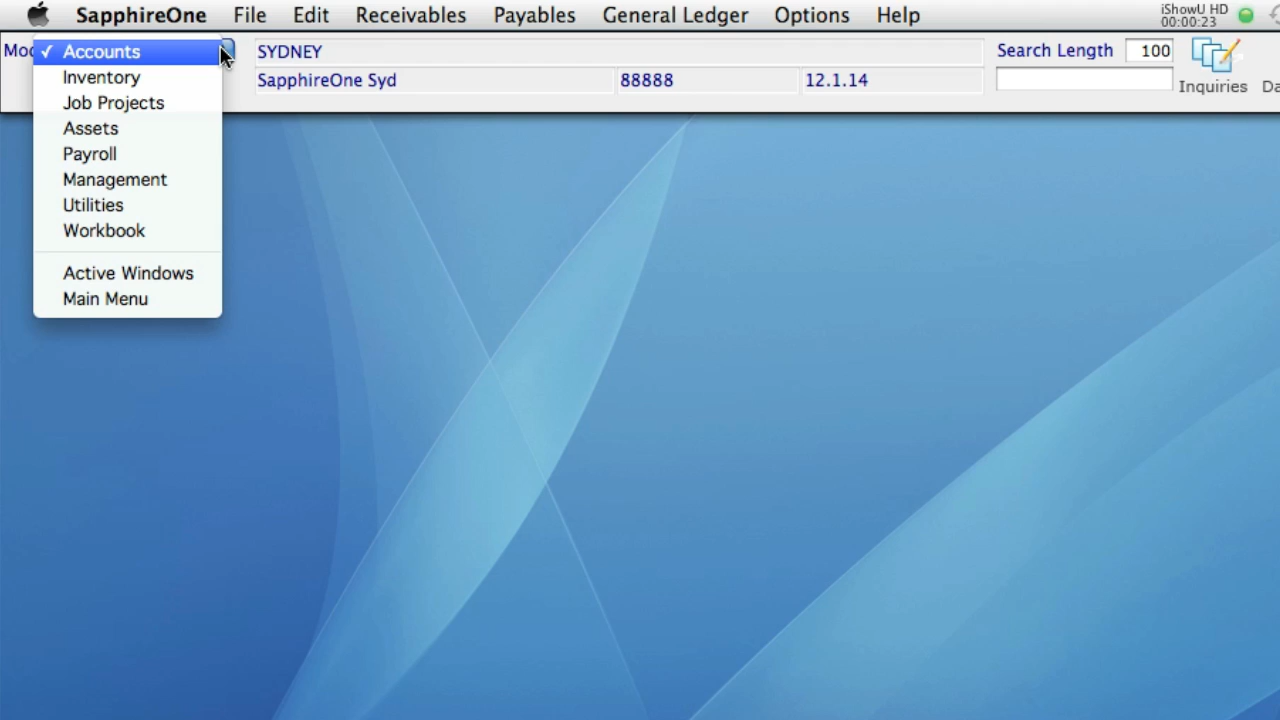 SapphireOne File Edit Receivables Payables General Ledger Options Help
iShowU HD
00:00:23
✓ Accounts
Inventory
Job Projects
Assets
Payroll
Management
Utilities
Workbook
Active Windows
Main Menu
SYDNEY
SapphireOne Syd 88888 12.1.14
Search Length 100
Inquiries